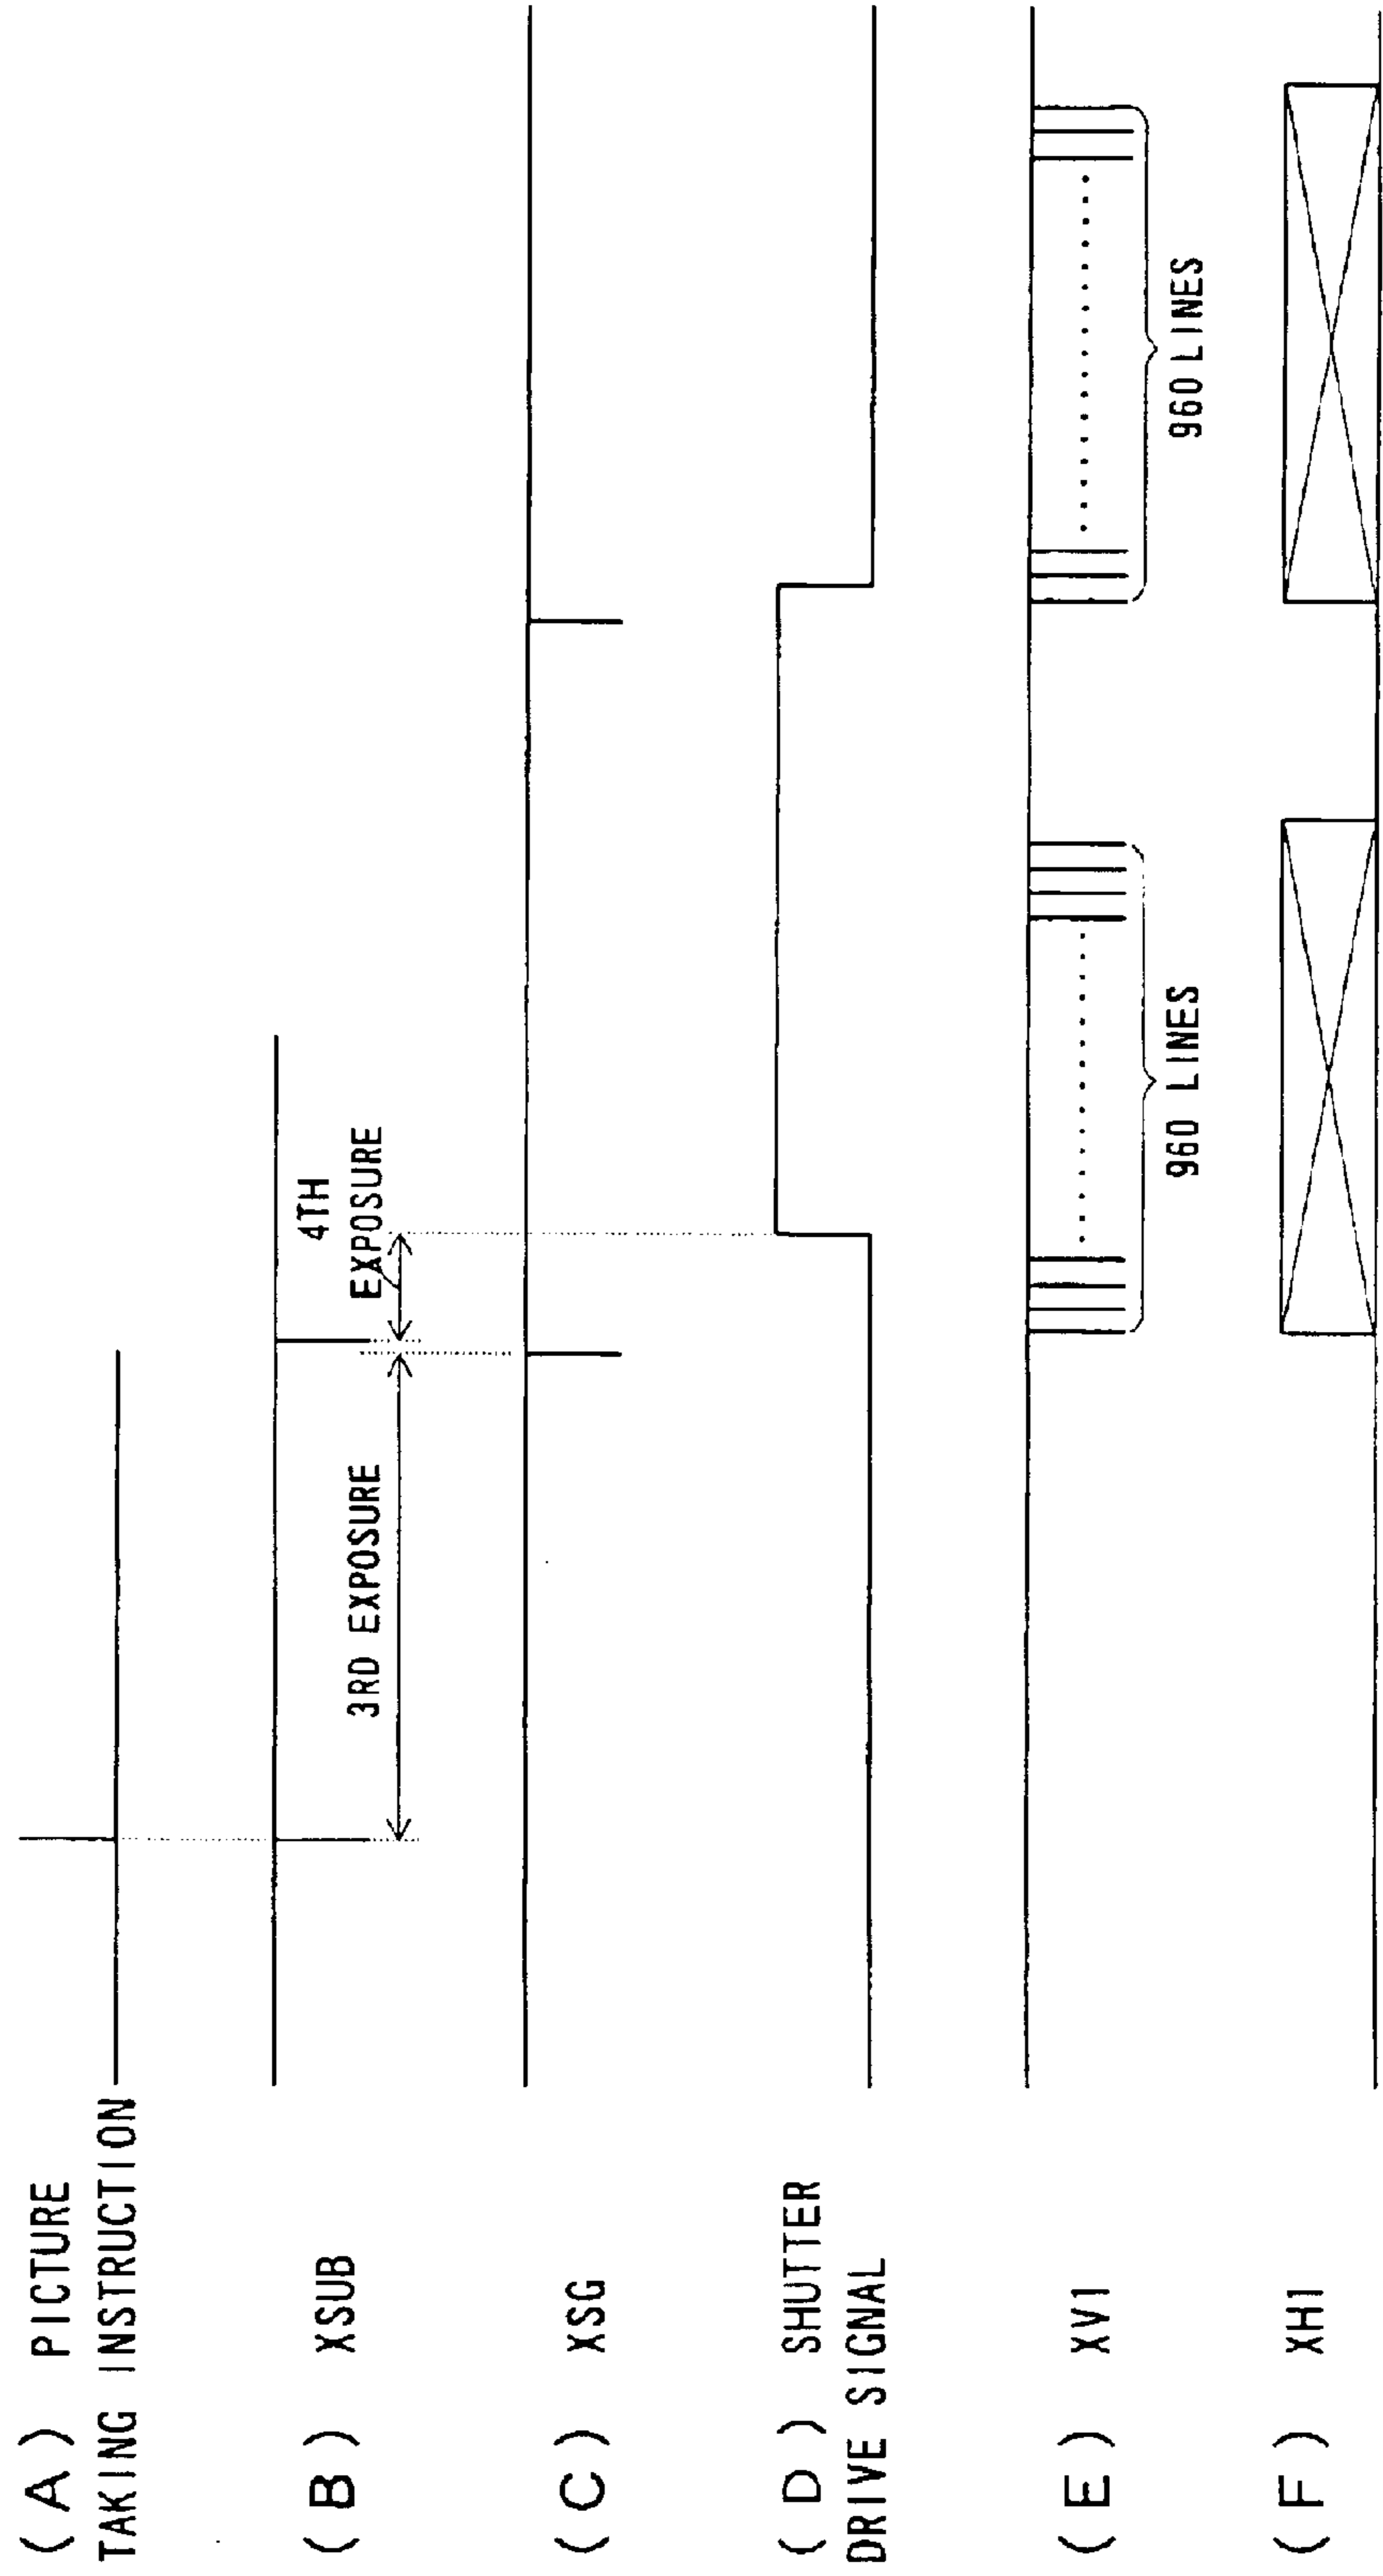 (A) PICTURE
TAKING INSTRUCTION
(B) XSUB
3RD EXPOSURE
4TH
EXPOSURE
(C) XSG
(D) SHUTTER
DRIVE SIGNAL
(E) XV1
960 LINES
960 LINES
(F) XH1